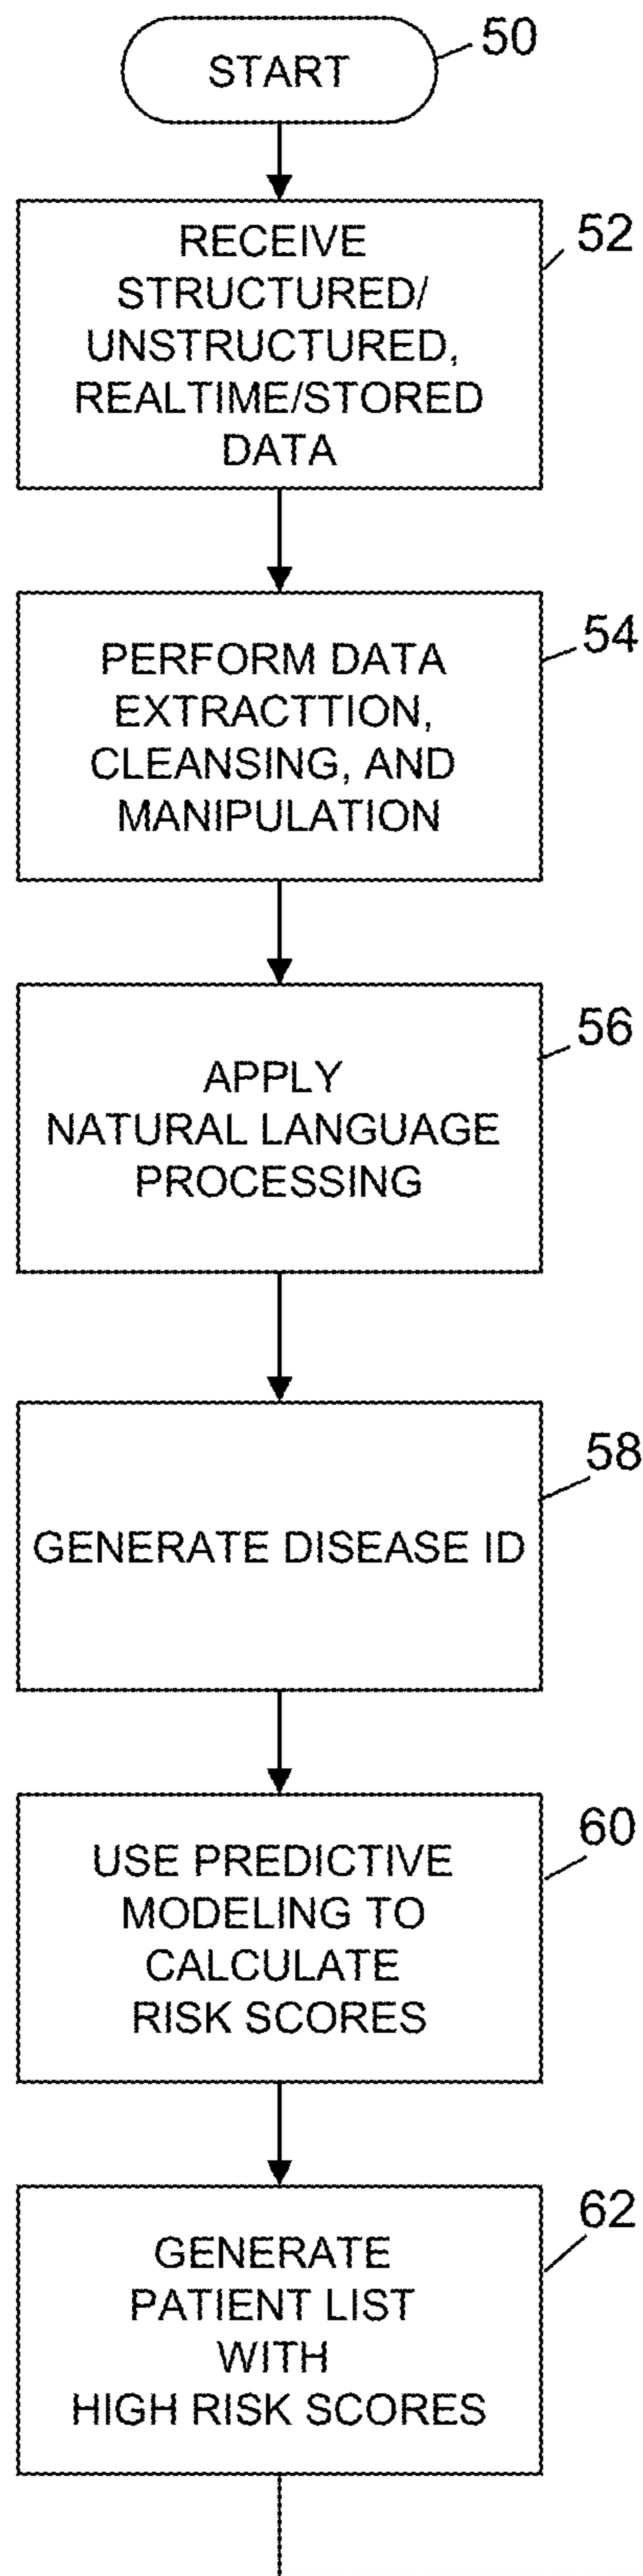 START
50
RECEIVE
STRUCTURED/
UNSTRUCTURED,
REALTIME/STORED
DATA
52
PERFORM DATA
EXTRACTTION,
CLEANSING, AND
MANIPULATION
54
APPLY
NATURAL LANGUAGE
PROCESSING
56
GENERATE DISEASE ID
58
USE PREDICTIVE
MODELING TO
CALCULATE
RISK SCORES
60
GENERATE
PATIENT LIST
WITH
HIGH RISK SCORES
62